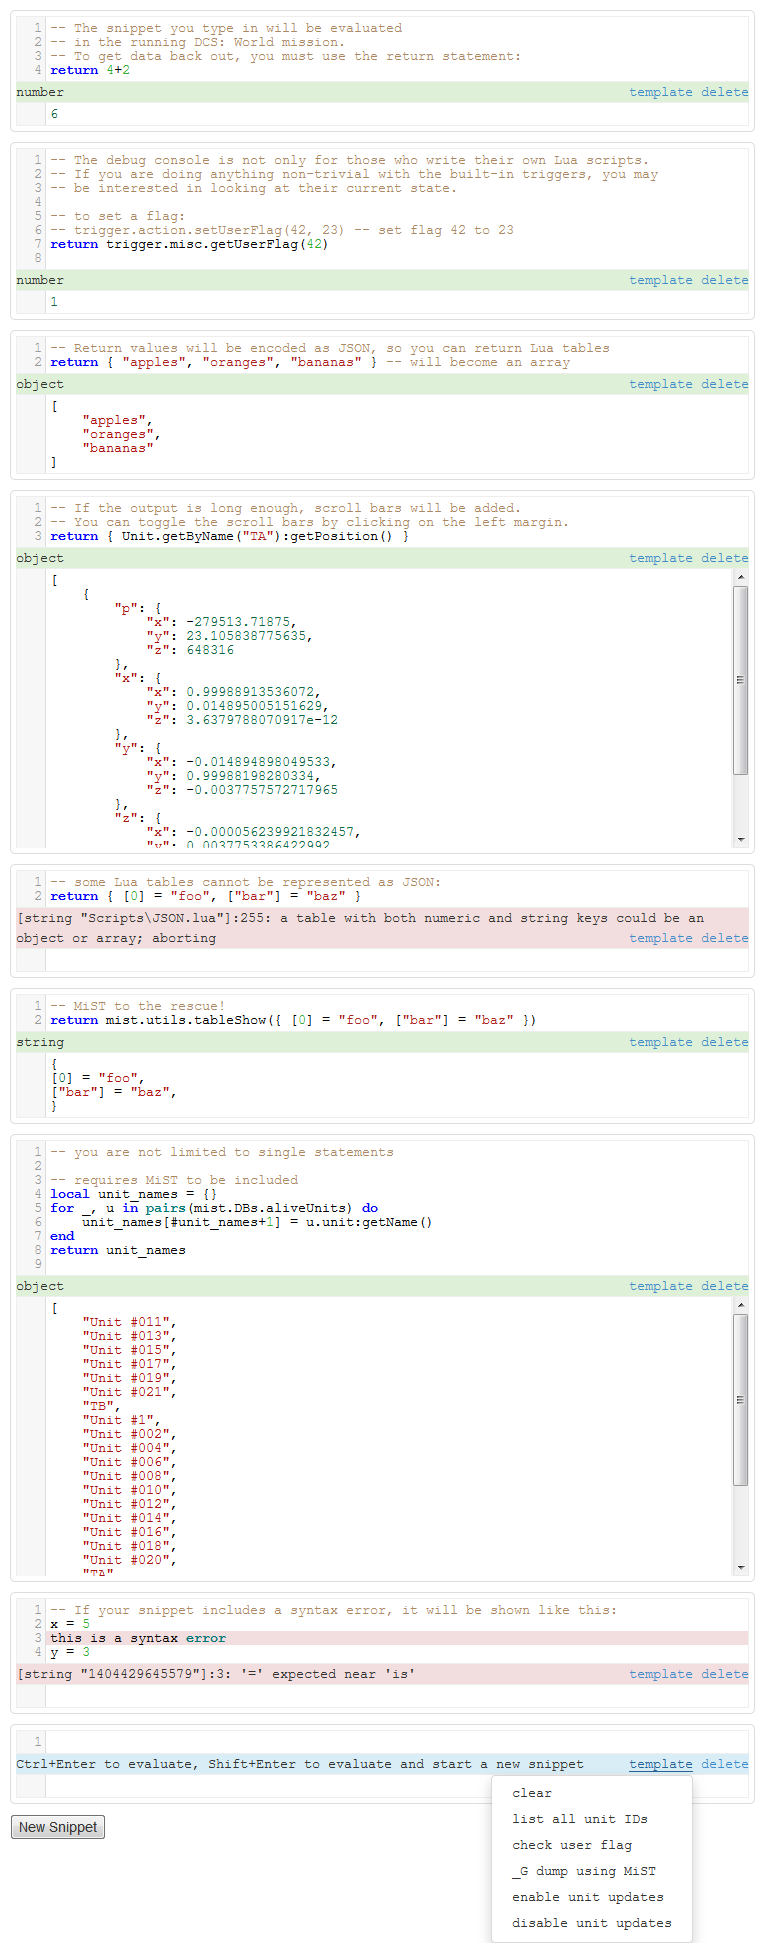 1 -- The snippet you type in will be evaluated
2 -- in the running DCS: World mission.
3 -- To get data back out, you must use the return statement:
4 return 4+2
number template delete
6
1 -- The debug console is not only for those who write their own Lua scripts.
2 -- If you are doing anything non-trivial with the built-in triggers, you may
3 -- be interested in looking at their current state.
4
5 -- to set a flag:
6 -- trigger.action.setUserFlag(42, 23) -- set flag 42 to 23
7 return trigger.misc.getUserFlag(42)
8
number template delete
1
1 -- Return values will be encoded as JSON, so you can return Lua tables
2 return { "apples", "oranges", "bananas" } -- will become an array
object template delete
[
"apples",
"oranges",
"bananas"
]
1 -- If the output is long enough, scroll bars will be added.
2 -- You can toggle the scroll bars by clicking on the left margin.
3 return { Unit.getByName("TA"):getPosition() }
object template delete
[
{
"p": {
"x": -279513.71875,
"y": 23.105838775635,
"z": 648316
},
"x": {
"x": 0.99988913536072,
"y": 0.014895005151629,
"z": 3.6379788070917e-12
},
"y": {
"x": -0.014894898049533,
"y": 0.99988198280334,
"z": -0.0037757572717965
},
"z": {
"x": -0.000056239921832457,
"y": 0.0037753386422992
1 -- some Lua tables cannot be represented as JSON:
2 return { [0] = "foo", ["bar"] = "baz" }
[string "Scripts\JSON.lua"]:255: a table with both numeric and string keys could be an
object or array; aborting template delete
1 -- MiST to the rescue!
2 return mist.utils.tableShow({ [0] = "foo", ["bar"] = "baz" })
string template delete
{
[0] = "foo",
["bar"] = "baz",
}
1 -- you are not limited to single statements
2
3 -- requires MiST to be included
4 local unit_names = {}
5 for _, u in pairs(mist.DBs.aliveUnits) do
6 unit_names[#unit_names+1] = u.unit:getName()
7 end
8 return unit_names
9
object template delete
[
"Unit #011",
"Unit #013",
"Unit #015",
"Unit #017",
"Unit #019",
"Unit #021",
"TB",
"Unit #1",
"Unit #002",
"Unit #004",
"Unit #006",
"Unit #008",
"Unit #010",
"Unit #012",
"Unit #014",
"Unit #016",
"Unit #018",
"Unit #020",
"TA"
1 -- If your snippet includes a syntax error, it will be shown like this:
2 x = 5
3 this is a syntax error
4 y = 3
[string "1404429645579"]:3: '=' expected near 'is' template delete
1
Ctrl+Enter to evaluate, Shift+Enter to evaluate and start a new snippet template delete
clear
list all unit IDs
New Snippet
check user flag
_G dump using MiST
enable unit updates
disable unit updates